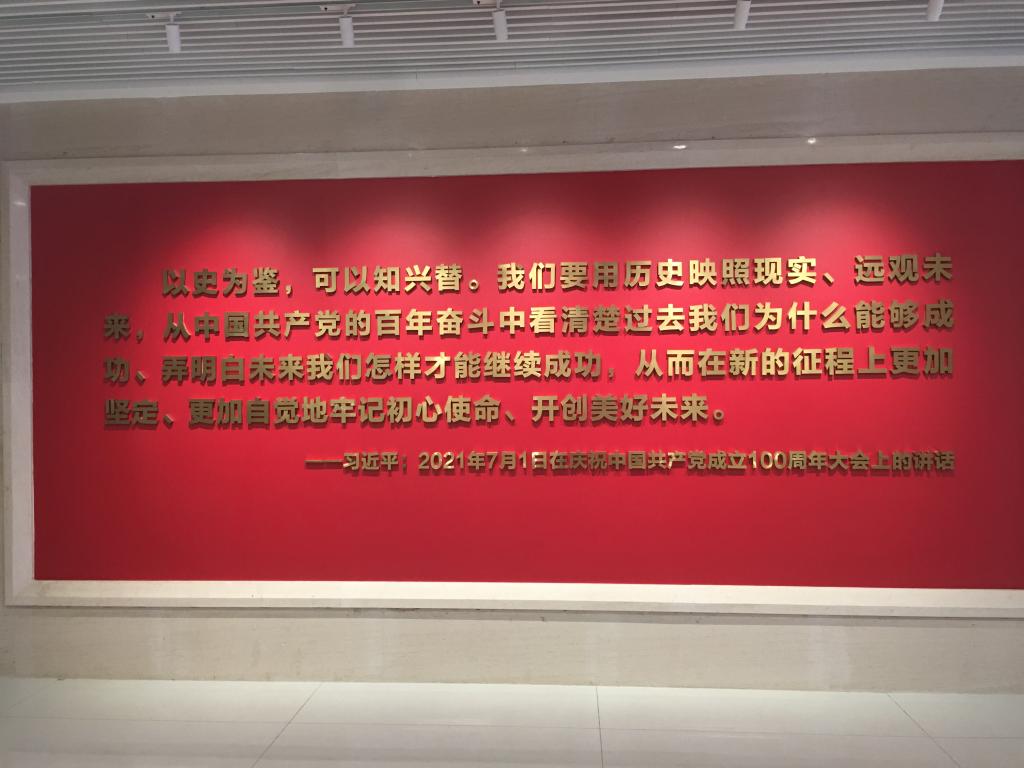 以史为鉴，可以知兴替。我们要用历史映照现实、远观未
来，从中国共产党的百年奋斗中看清楚过去我们为什么能够成
功、弄明白未来我们怎样才能继续成功，从而在新的征程上更加
坚定、更加自觉地牢记初心使命、开创美好未来。
——习近平：2021年7月1日在庆祝中国共产党成立100周年大会上的讲话